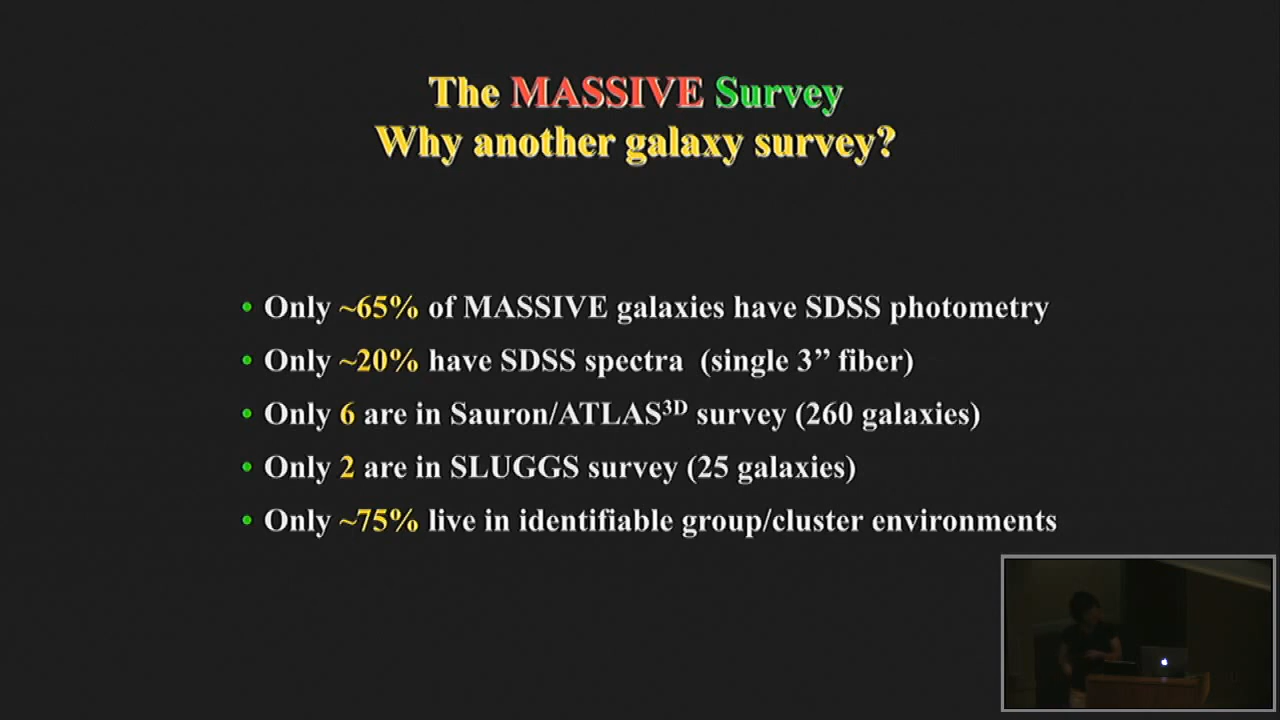 The MASSIVE Survey
Why another galaxy survey?
• Only ~65% of MASSIVE galaxies have SDSS photometry
• Only ~20% have SDSS spectra (single 3” fiber)
• Only 6 are in Sauron/ATLAS³ᴰ survey (260 galaxies)
• Only 2 are in SLUGGS survey (25 galaxies)
• Only ~75% live in identifiable group/cluster environments